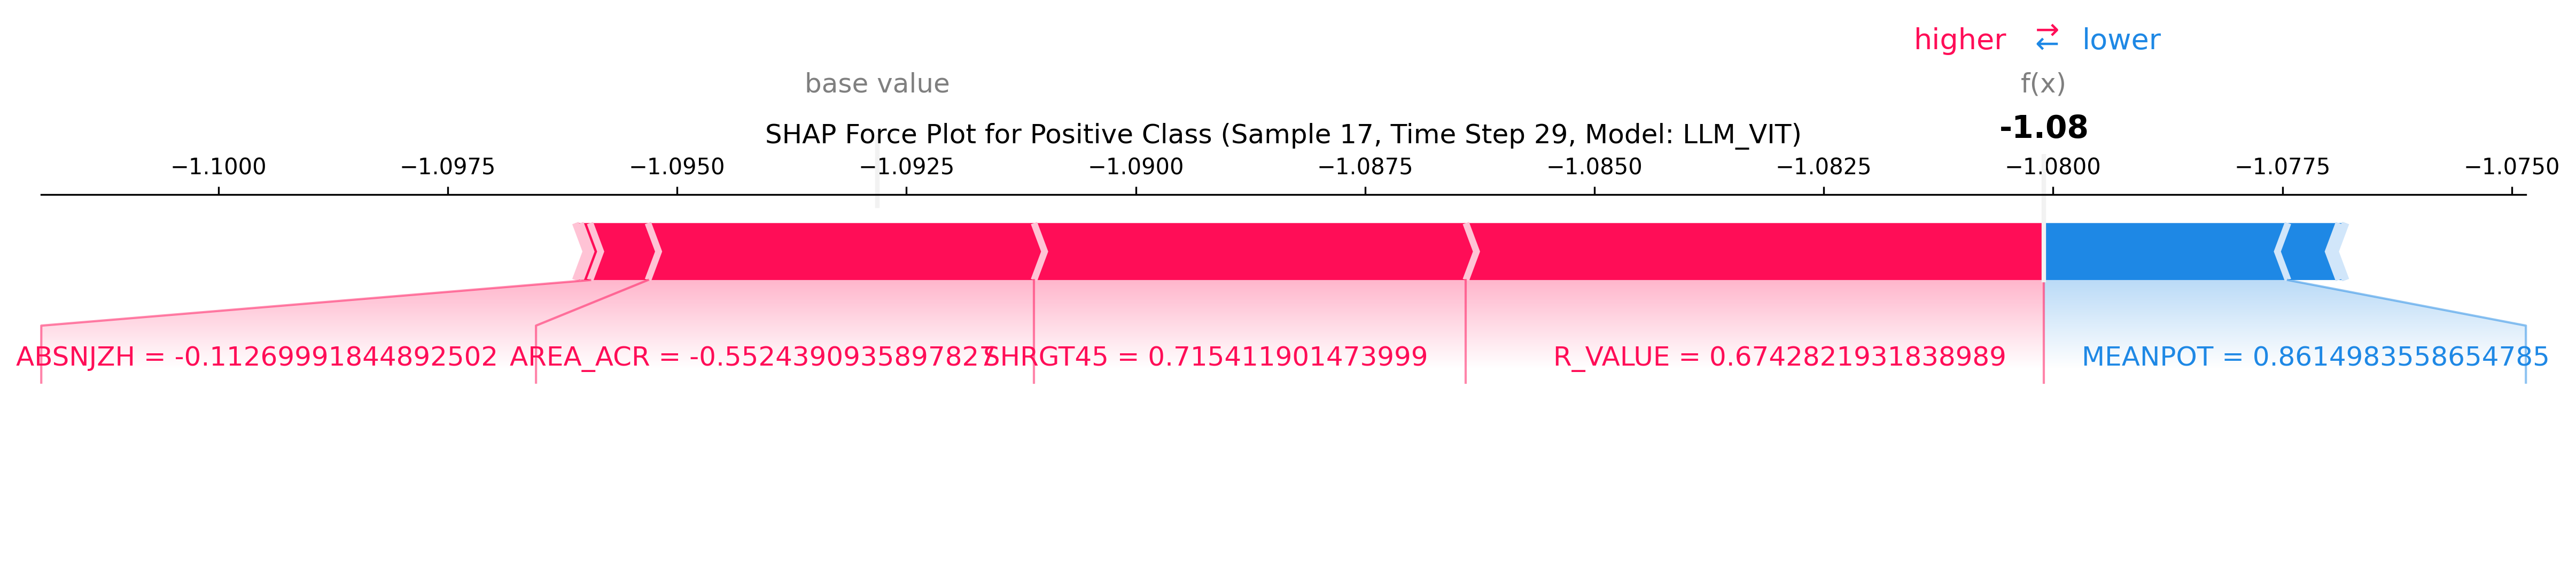 higher ⇄ lower
base value f(x)
SHAP Force Plot for Positive Class (Sample 17, Time Step 29, Model: LLM_VIT) -1.08
−1.1000 −1.0975 −1.0950 −1.0925 −1.0900 −1.0875 −1.0850 −1.0825 −1.0800 −1.0775 −1.0750
ABSNJZH = -0.11269991844892502 AREA_ACR = -0.5524390935897827 SHRGT45 = 0.715411901473999 R_VALUE = 0.6742821931838989 MEANPOT = 0.8614983558654785